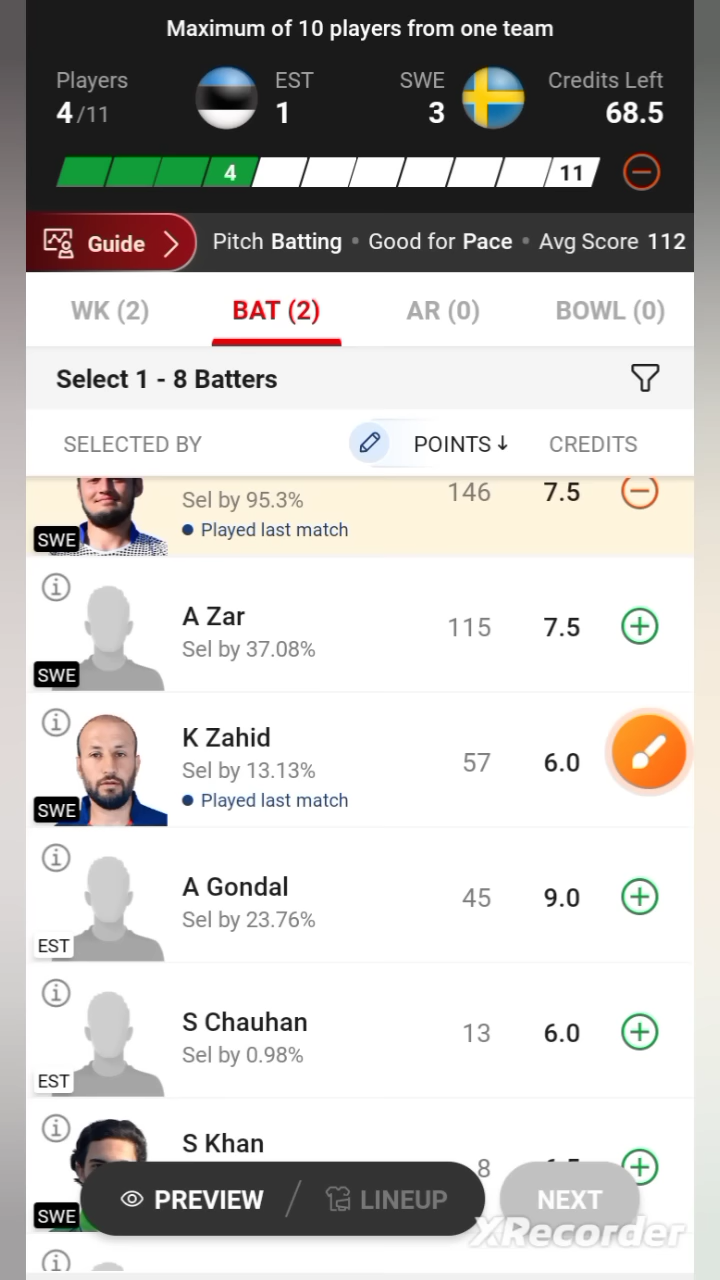 Maximum of 10 players from one team
Players EST SWE Credits Left
4/11 1 3 68.5
4 11
Guide Pitch Batting • Good for Pace • Avg Score 112
WK (2) BAT (2) AR (0) BOWL (0)
Select 1 - 8 Batters
SELECTED BY POINTS↓ CREDITS
Sel by 95.3% 146 7.5
SWE • Played last match
A Zar
Sel by 37.08% 115 7.5
SWE
K Zahid
Sel by 13.13% 57 6.0
SWE • Played last match
A Gondal
Sel by 23.76% 45 9.0
EST
S Chauhan
Sel by 0.98% 13 6.0
EST
S Khan
8
SWE
PREVIEW / LINEUP NEXT
XRecorder